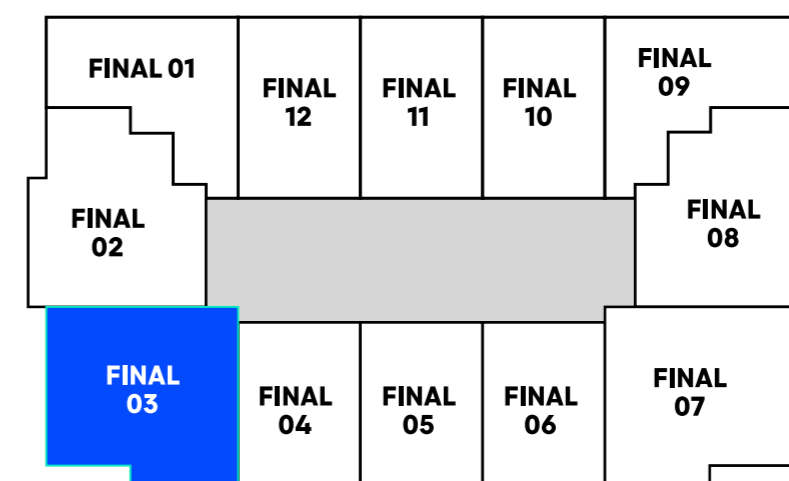 FINAL 01
FINAL
12
FINAL
11
FINAL
10
FINAL
09
FINAL
02
FINAL
08
FINAL
03
FINAL
04
FINAL
05
FINAL
06
FINAL
07